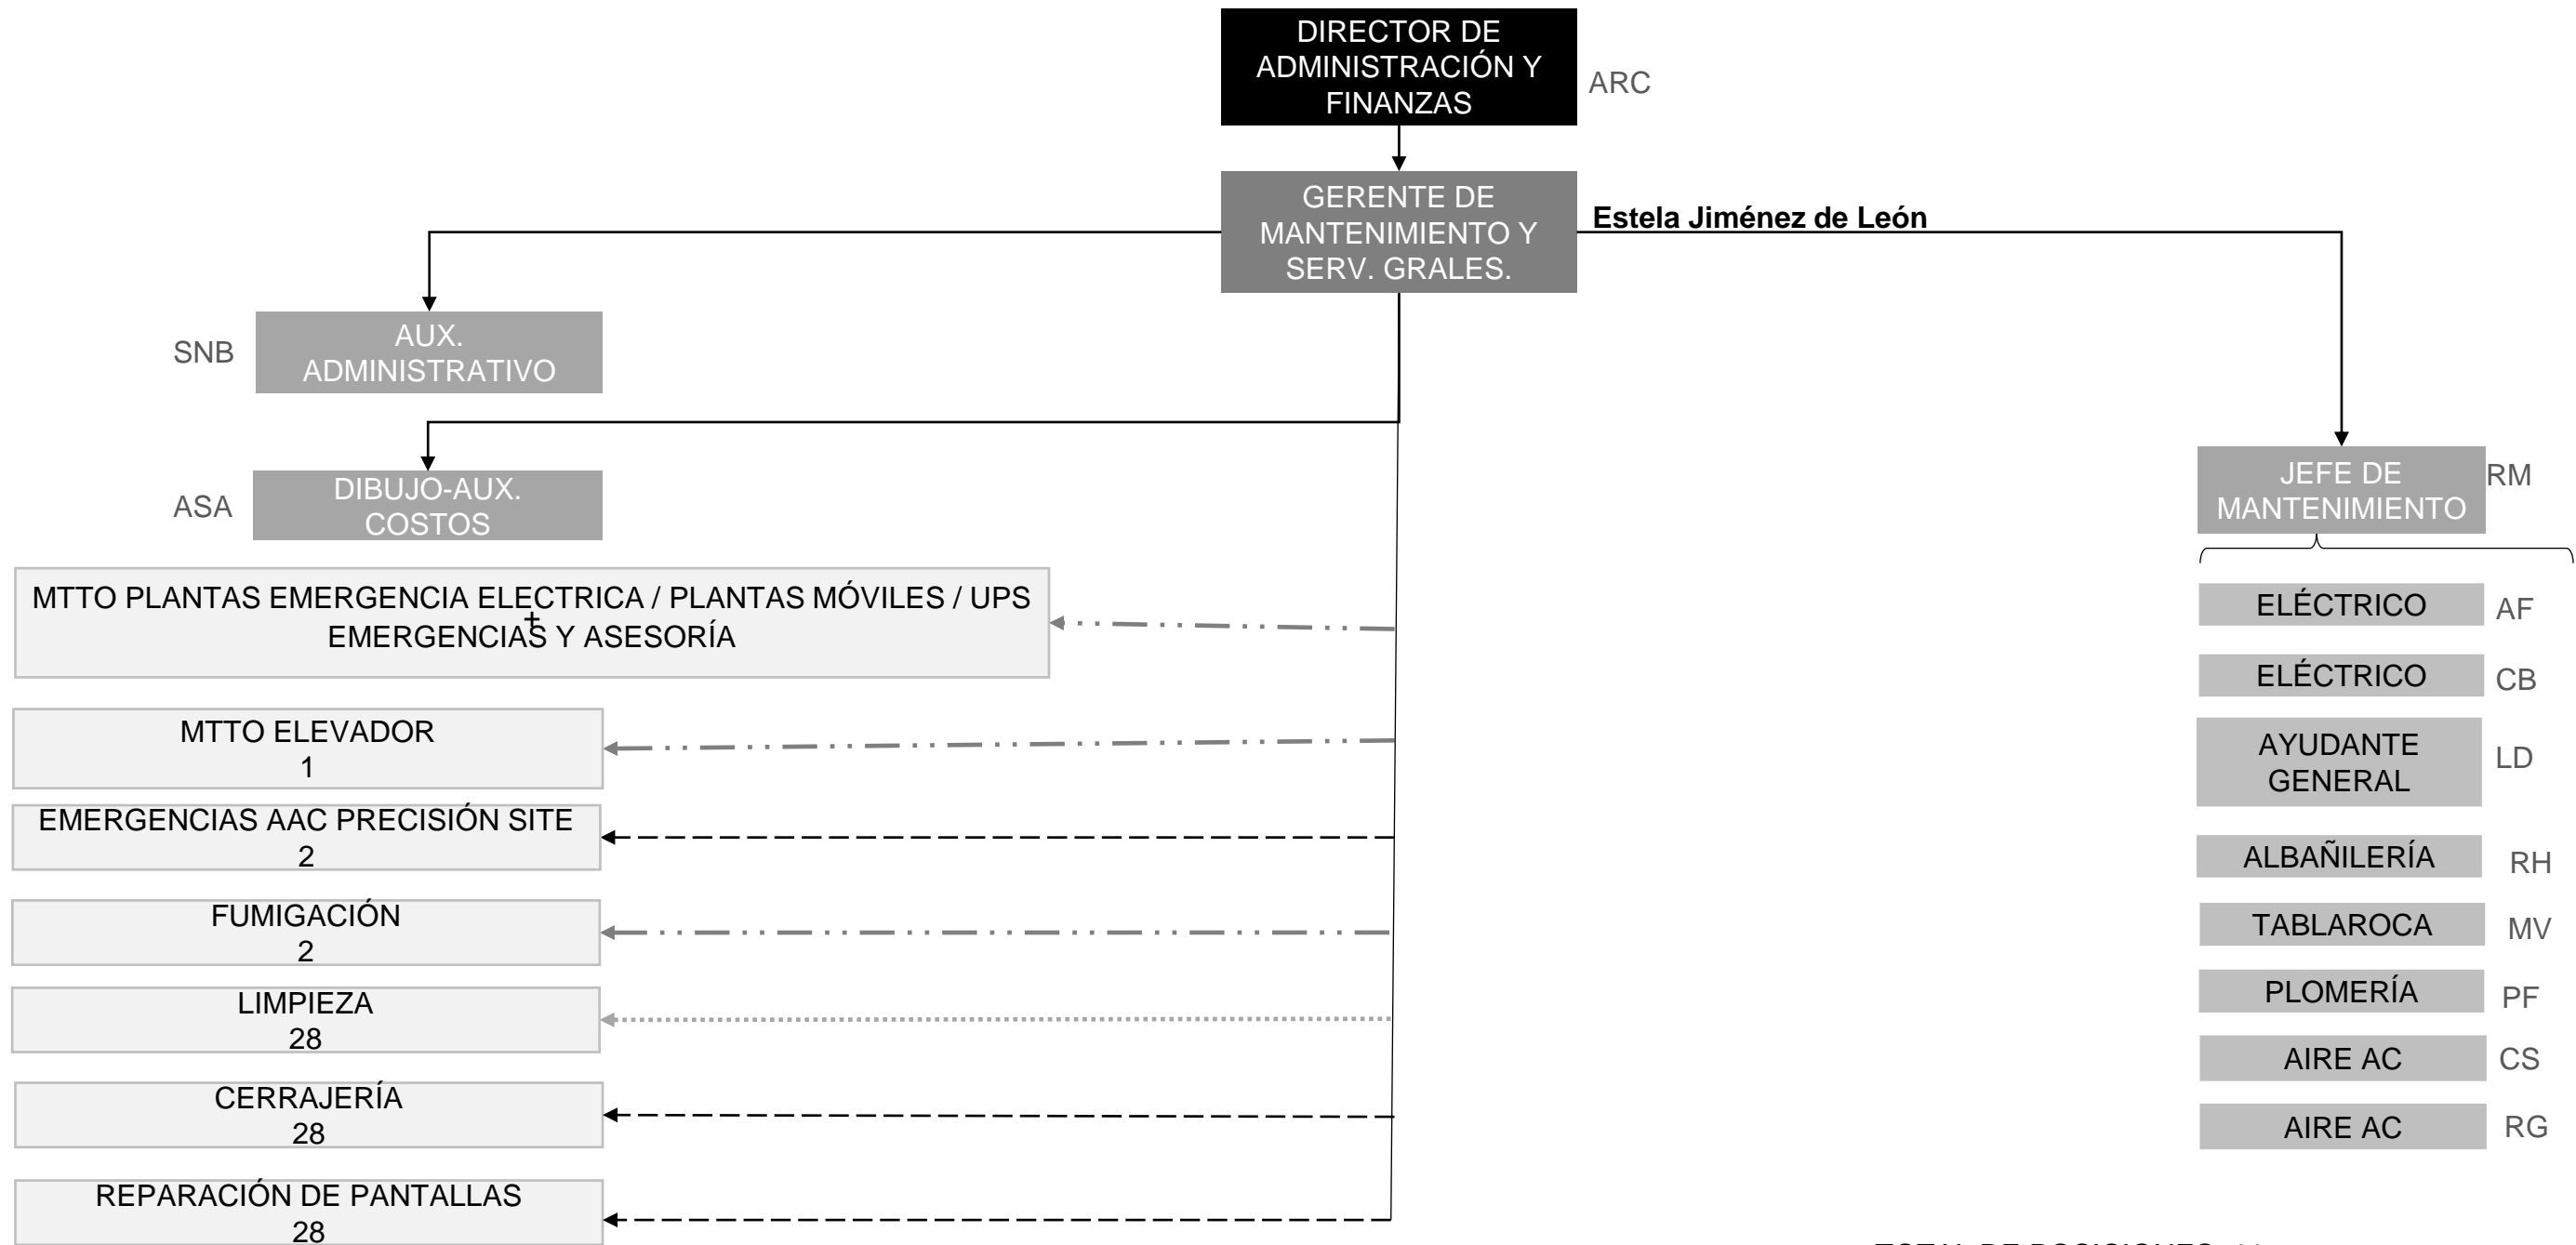 DIRECTOR DE
ADMINISTRACIÓN Y
FINANZAS
ARC
GERENTE DE
MANTENIMIENTO Y
SERV. GRALES.
Estela Jiménez de León
SNB
AUX.
ADMINISTRATIVO
ASA
DIBUJO-AUX.
COSTOS
JEFE DE
MANTENIMIENTO
RM
MTTO PLANTAS EMERGENCIA ELECTRICA / PLANTAS MÓVILES / UPS
+
EMERGENCIAS Y ASESORÍA
MTTO ELEVADOR
1
EMERGENCIAS AAC PRECISIÓN SITE
2
FUMIGACIÓN
2
LIMPIEZA
28
CERRAJERÍA
28
REPARACIÓN DE PANTALLAS
28
ELÉCTRICO
AF
ELÉCTRICO
CB
AYUDANTE
GENERAL
LD
ALBAÑILERÍA
RH
TABLAROCA
MV
PLOMERÍA
PF
AIRE AC
CS
AIRE AC
RG